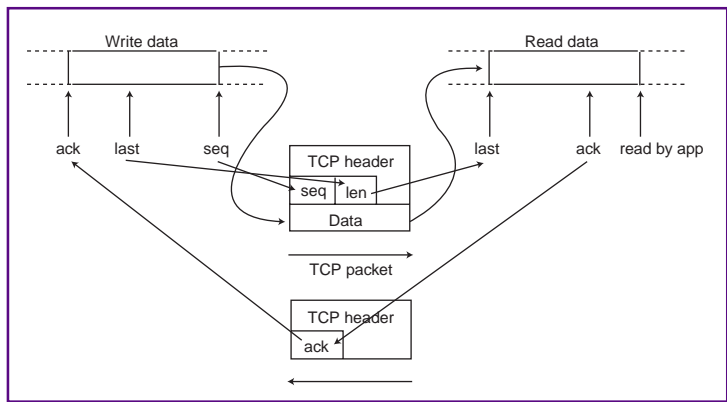 Write data
Read data
ack
last
seq
last
ack
read by app
TCP header
seq
len
Data
TCP packet
TCP header
ack